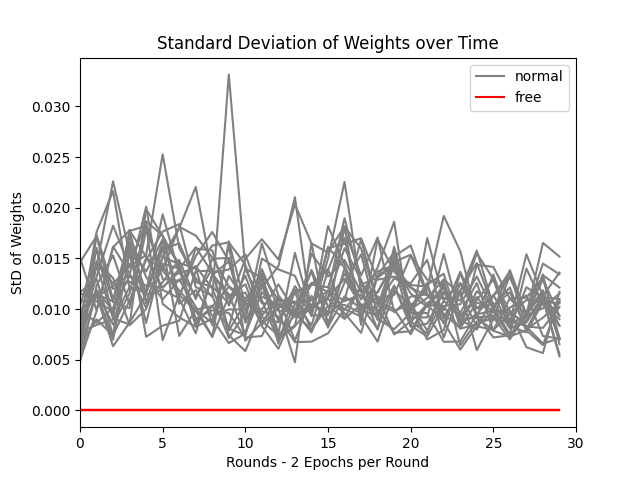 Standard Deviation of Weights over Time
normal
free
StD of Weights
0.030
0.025
0.020
0.015
0.010
0.005
0.000
0 5 10 15 20 25 30
Rounds - 2 Epochs per Round